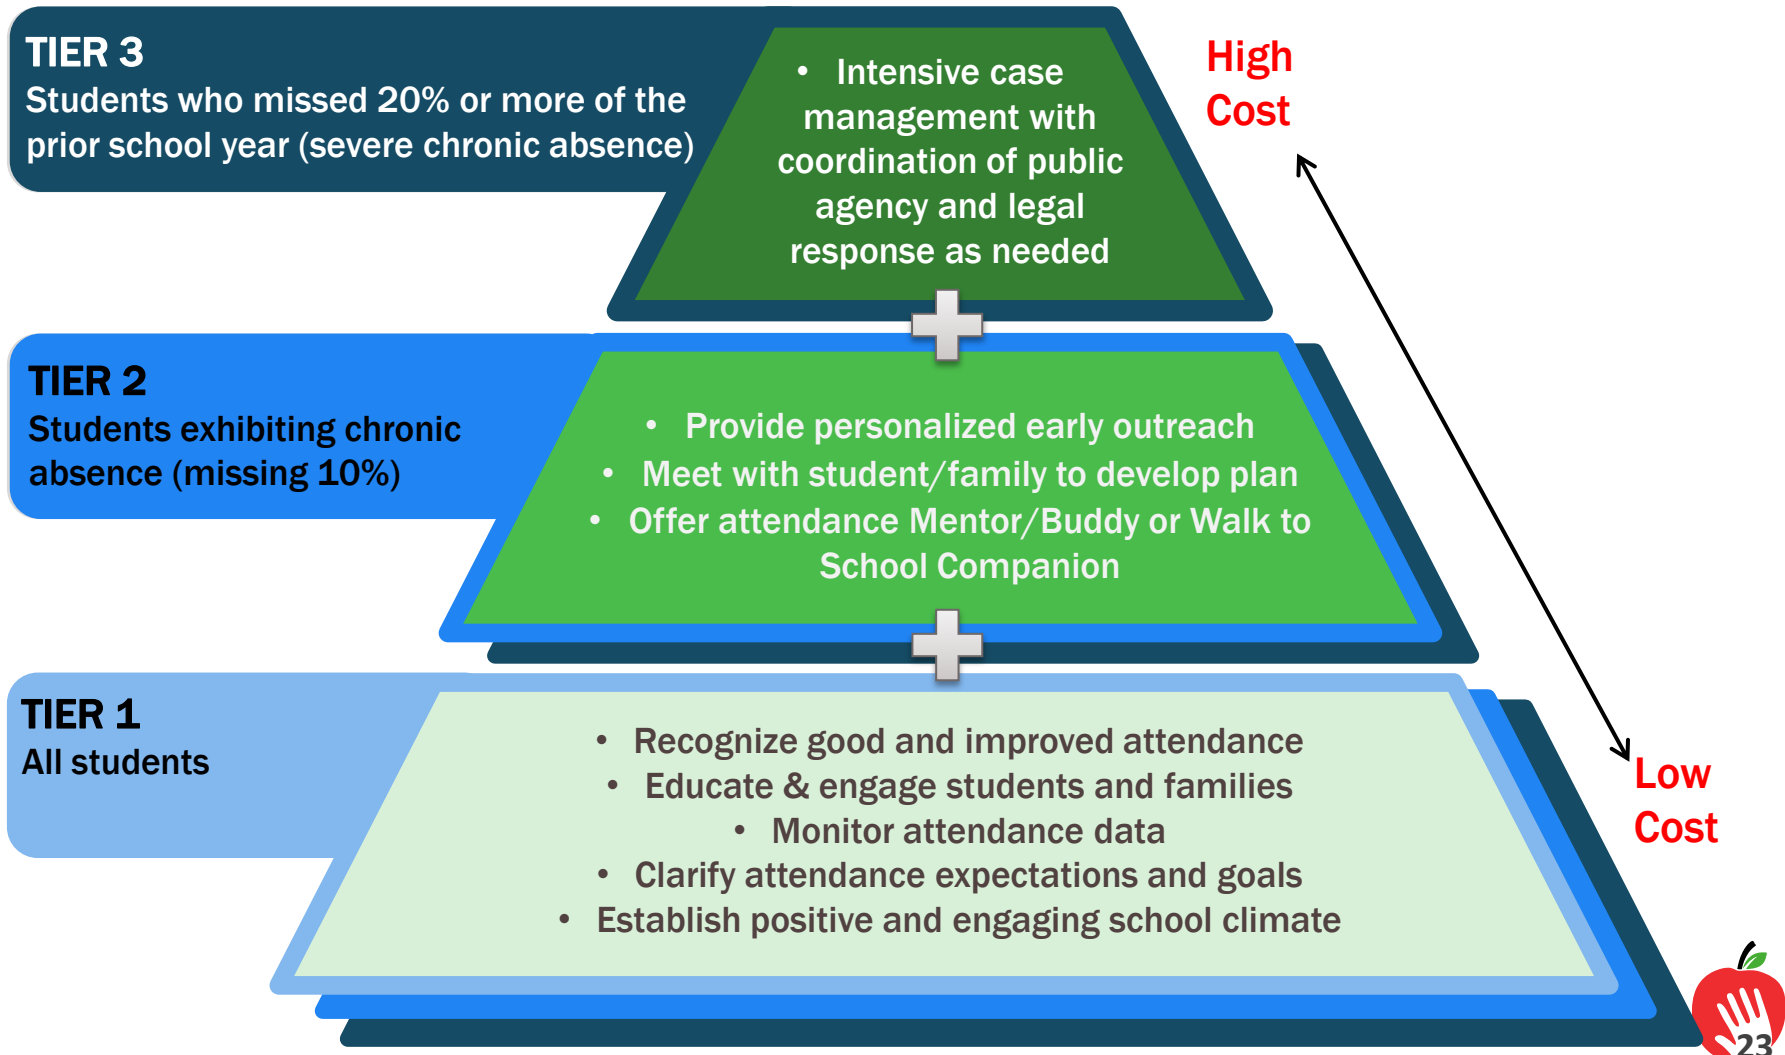 TIER 3
Students who missed 20% or more of the
prior school year (severe chronic absence)
• Intensive case
management with
coordination of public
agency and legal
response as needed
High
Cost
TIER 2
Students exhibiting chronic
absence (missing 10%)
• Provide personalized early outreach
• Meet with student/family to develop plan
• Offer attendance Mentor/Buddy or Walk to
School Companion
TIER 1
All students
• Recognize good and improved attendance
• Educate & engage students and families
• Monitor attendance data
• Clarify attendance expectations and goals
• Establish positive and engaging school climate
Low
Cost
23